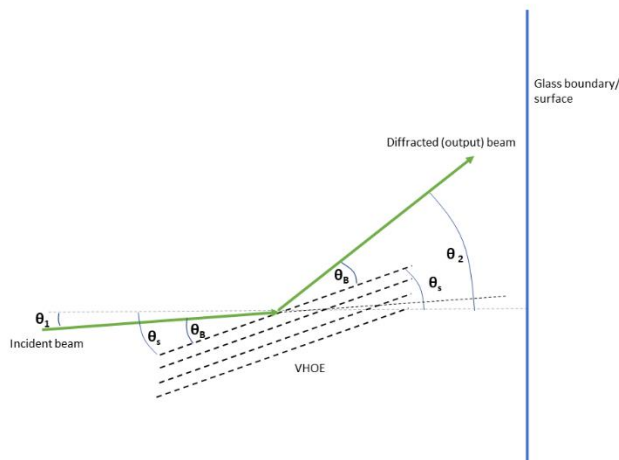 Glass boundary/
surface
Diffracted (output) beam
θ2
θB
θs
θ1
θs
θB
Incident beam
VHOE